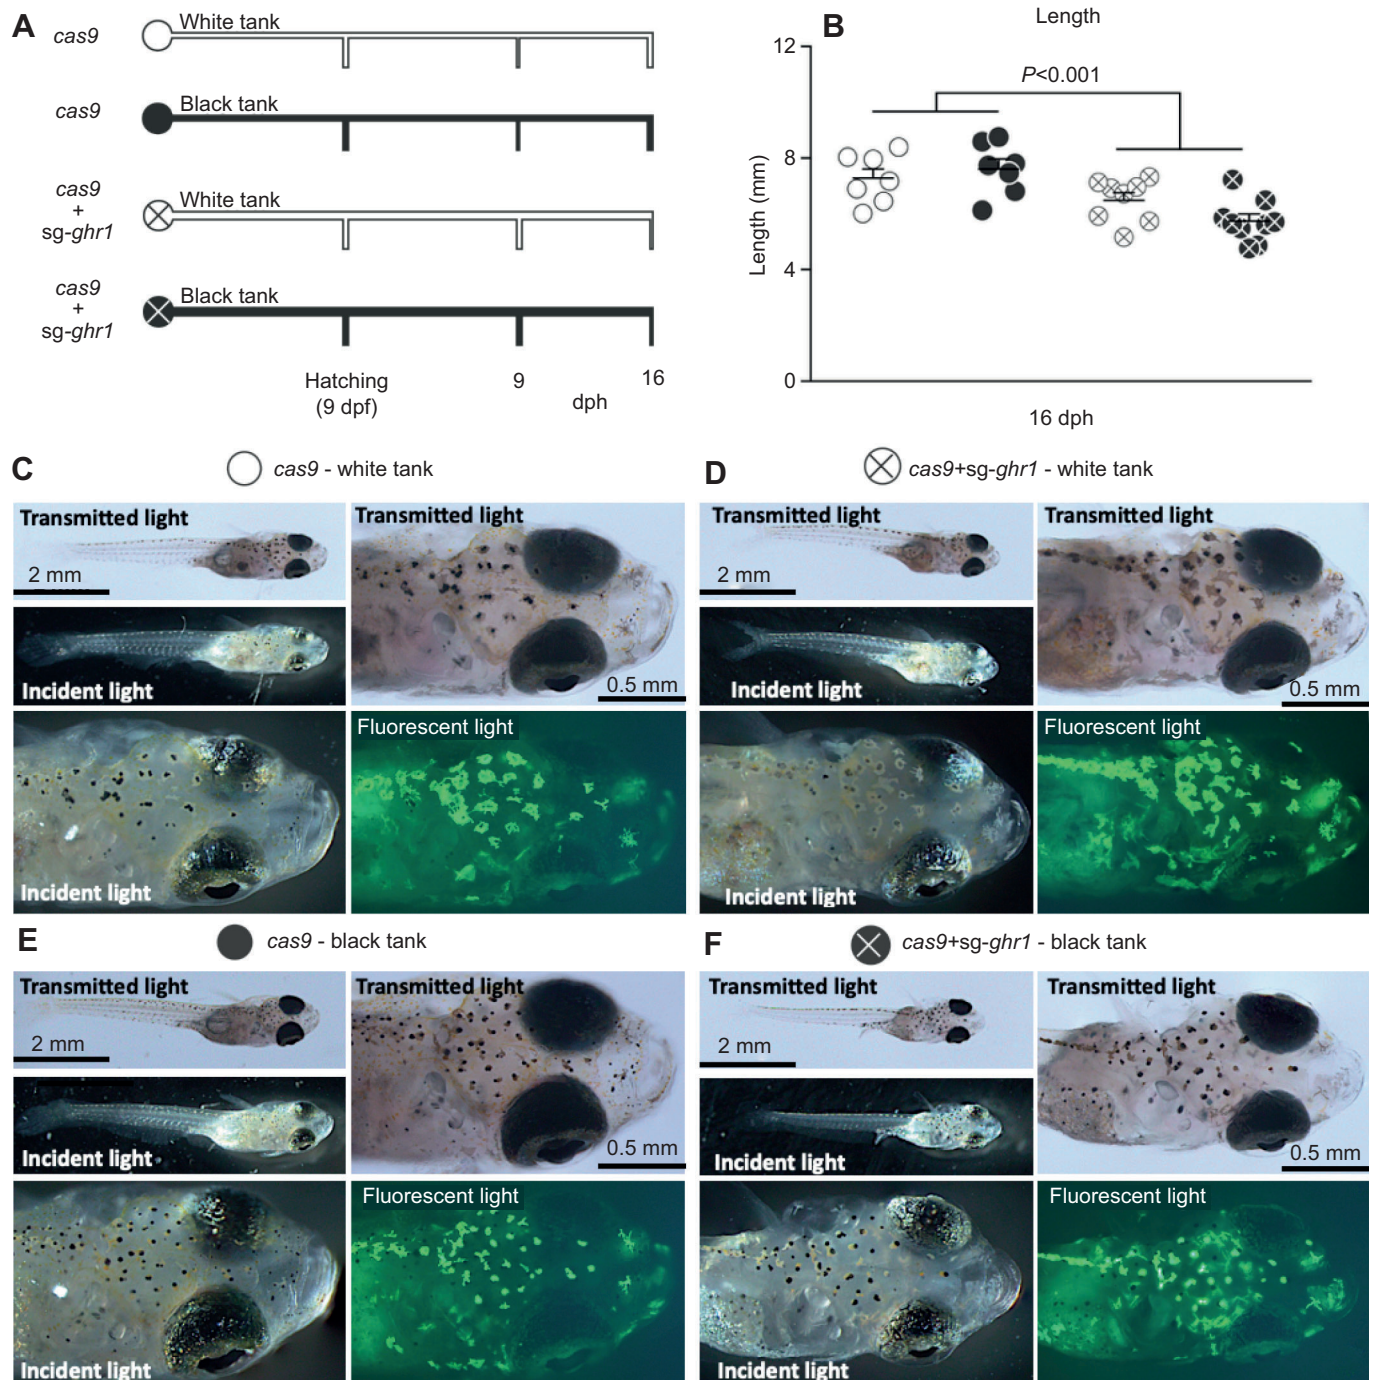 A
cas9
White tank
cas9
Black tank
cas9
+
sg-ghr1
White tank
cas9
+
sg-ghr1
Black tank
Hatching
(9 dpf)
9
16
dph
B
Length
P<0.001
Length (mm)
12
8
4
0
16 dph
C
cas9 - white tank
Transmitted light
2 mm
Incident light
Transmitted light
0.5 mm
Incident light
Fluorescent light
D
cas9+sg-ghr1 - white tank
Transmitted light
2 mm
Incident light
Transmitted light
0.5 mm
Incident light
Fluorescent light
E
cas9 - black tank
Transmitted light
2 mm
Incident light
Transmitted light
0.5 mm
Incident light
Fluorescent light
F
cas9+sg-ghr1 - black tank
Transmitted light
2 mm
Incident light
Transmitted light
0.5 mm
Incident light
Fluorescent light